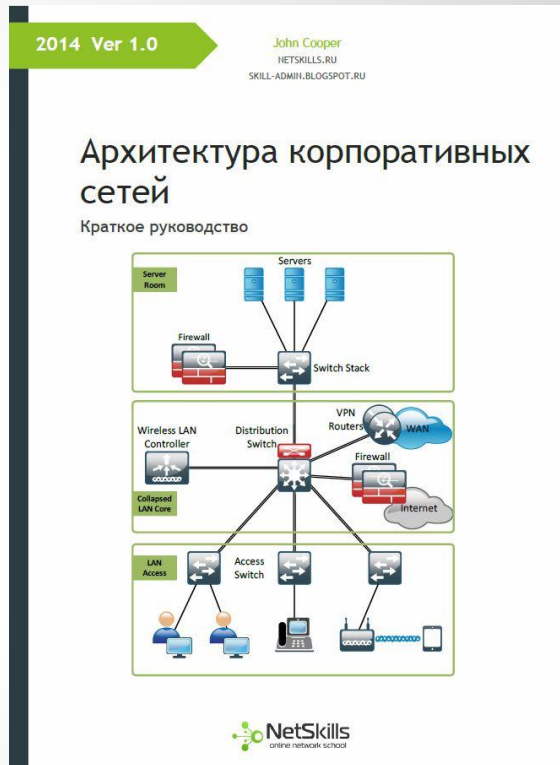 2014 Ver 1.0
John Cooper
NETSKILLS.RU
SKILL-ADMIN.BLOGSPOT.RU
Архитектура корпоративных
сетей
Краткое руководство
Server
Room
Servers
Firewall
Switch Stack
Wireless LAN
Controller
Distribution
Switch
VPN
Routers
WAN
Firewall
Internet
Collapsed
LAN Core
LAN
Access
Access
Switch
NetSkills
online network school